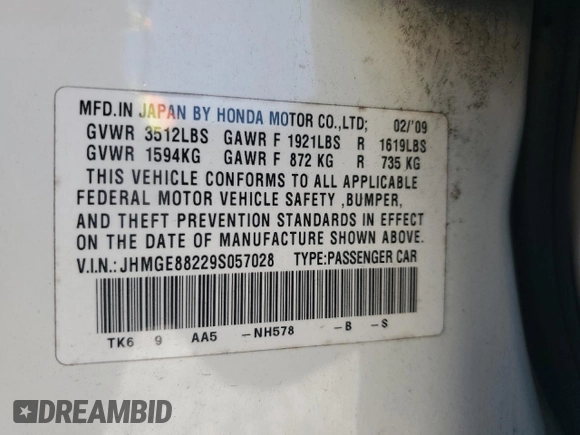 MFD.IN JAPAN BY HONDA MOTOR CO.,LTD; 02/'09
GVWR 3512LBS GAWR F 1921LBS R 1619LBS
GVWR 1594KG GAWR F 872 KG R 735 KG
THIS VEHICLE CONFORMS TO ALL APPLICABLE
FEDERAL MOTOR VEHICLE SAFETY ,BUMPER,
AND THEFT PREVENTION STANDARDS IN EFFECT
ON THE DATE OF MANUFACTURE SHOWN ABOVE.
V.I.N.:JHMGE88229S057028 TYPE:PASSENGER CAR
TK6 9 AA5 -NH578 -B -S
DREAMBID